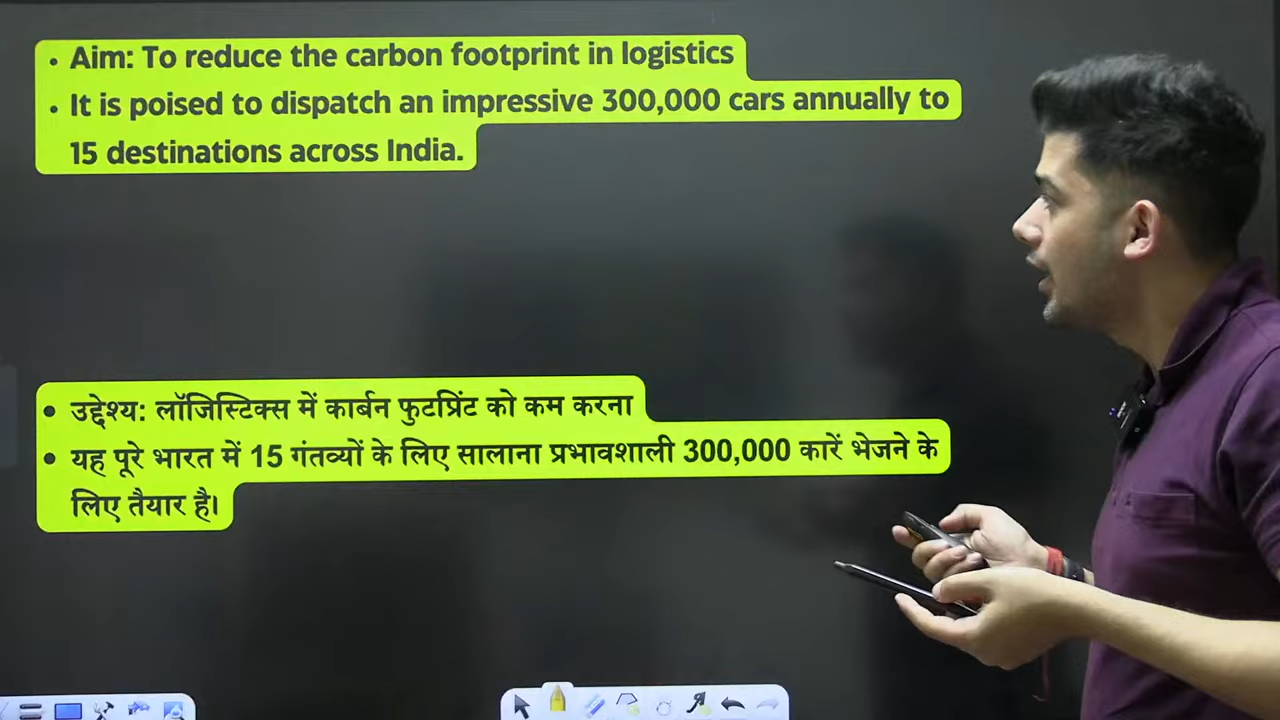 • Aim: To reduce the carbon footprint in logistics
• It is poised to dispatch an impressive 300,000 cars annually to
15 destinations across India.
• उद्देश्य: लॉजिस्टिक्स में कार्बन फुटप्रिंट को कम करना
• यह पूरे भारत में 15 गंतव्यों के लिए सालाना प्रभावशाली 300,000 कारें भेजने के
लिए तैयार है।